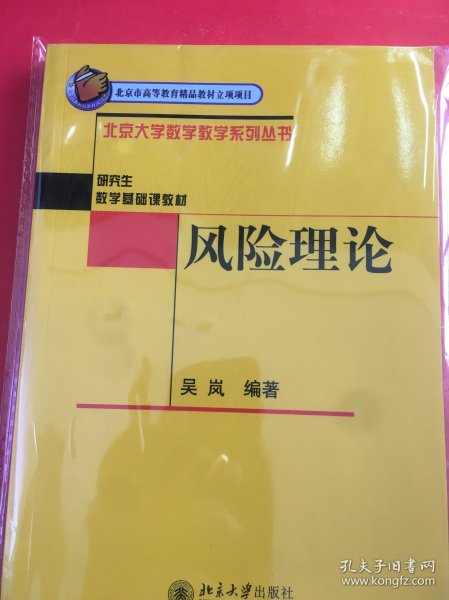 北京市高等教育精品教材立项项目
北京大学数学教学系列丛书
研究生
数学基础课教材
风险理论
吴岚 编著
北京大学出版社
孔夫子旧书网
www.kongfz.com